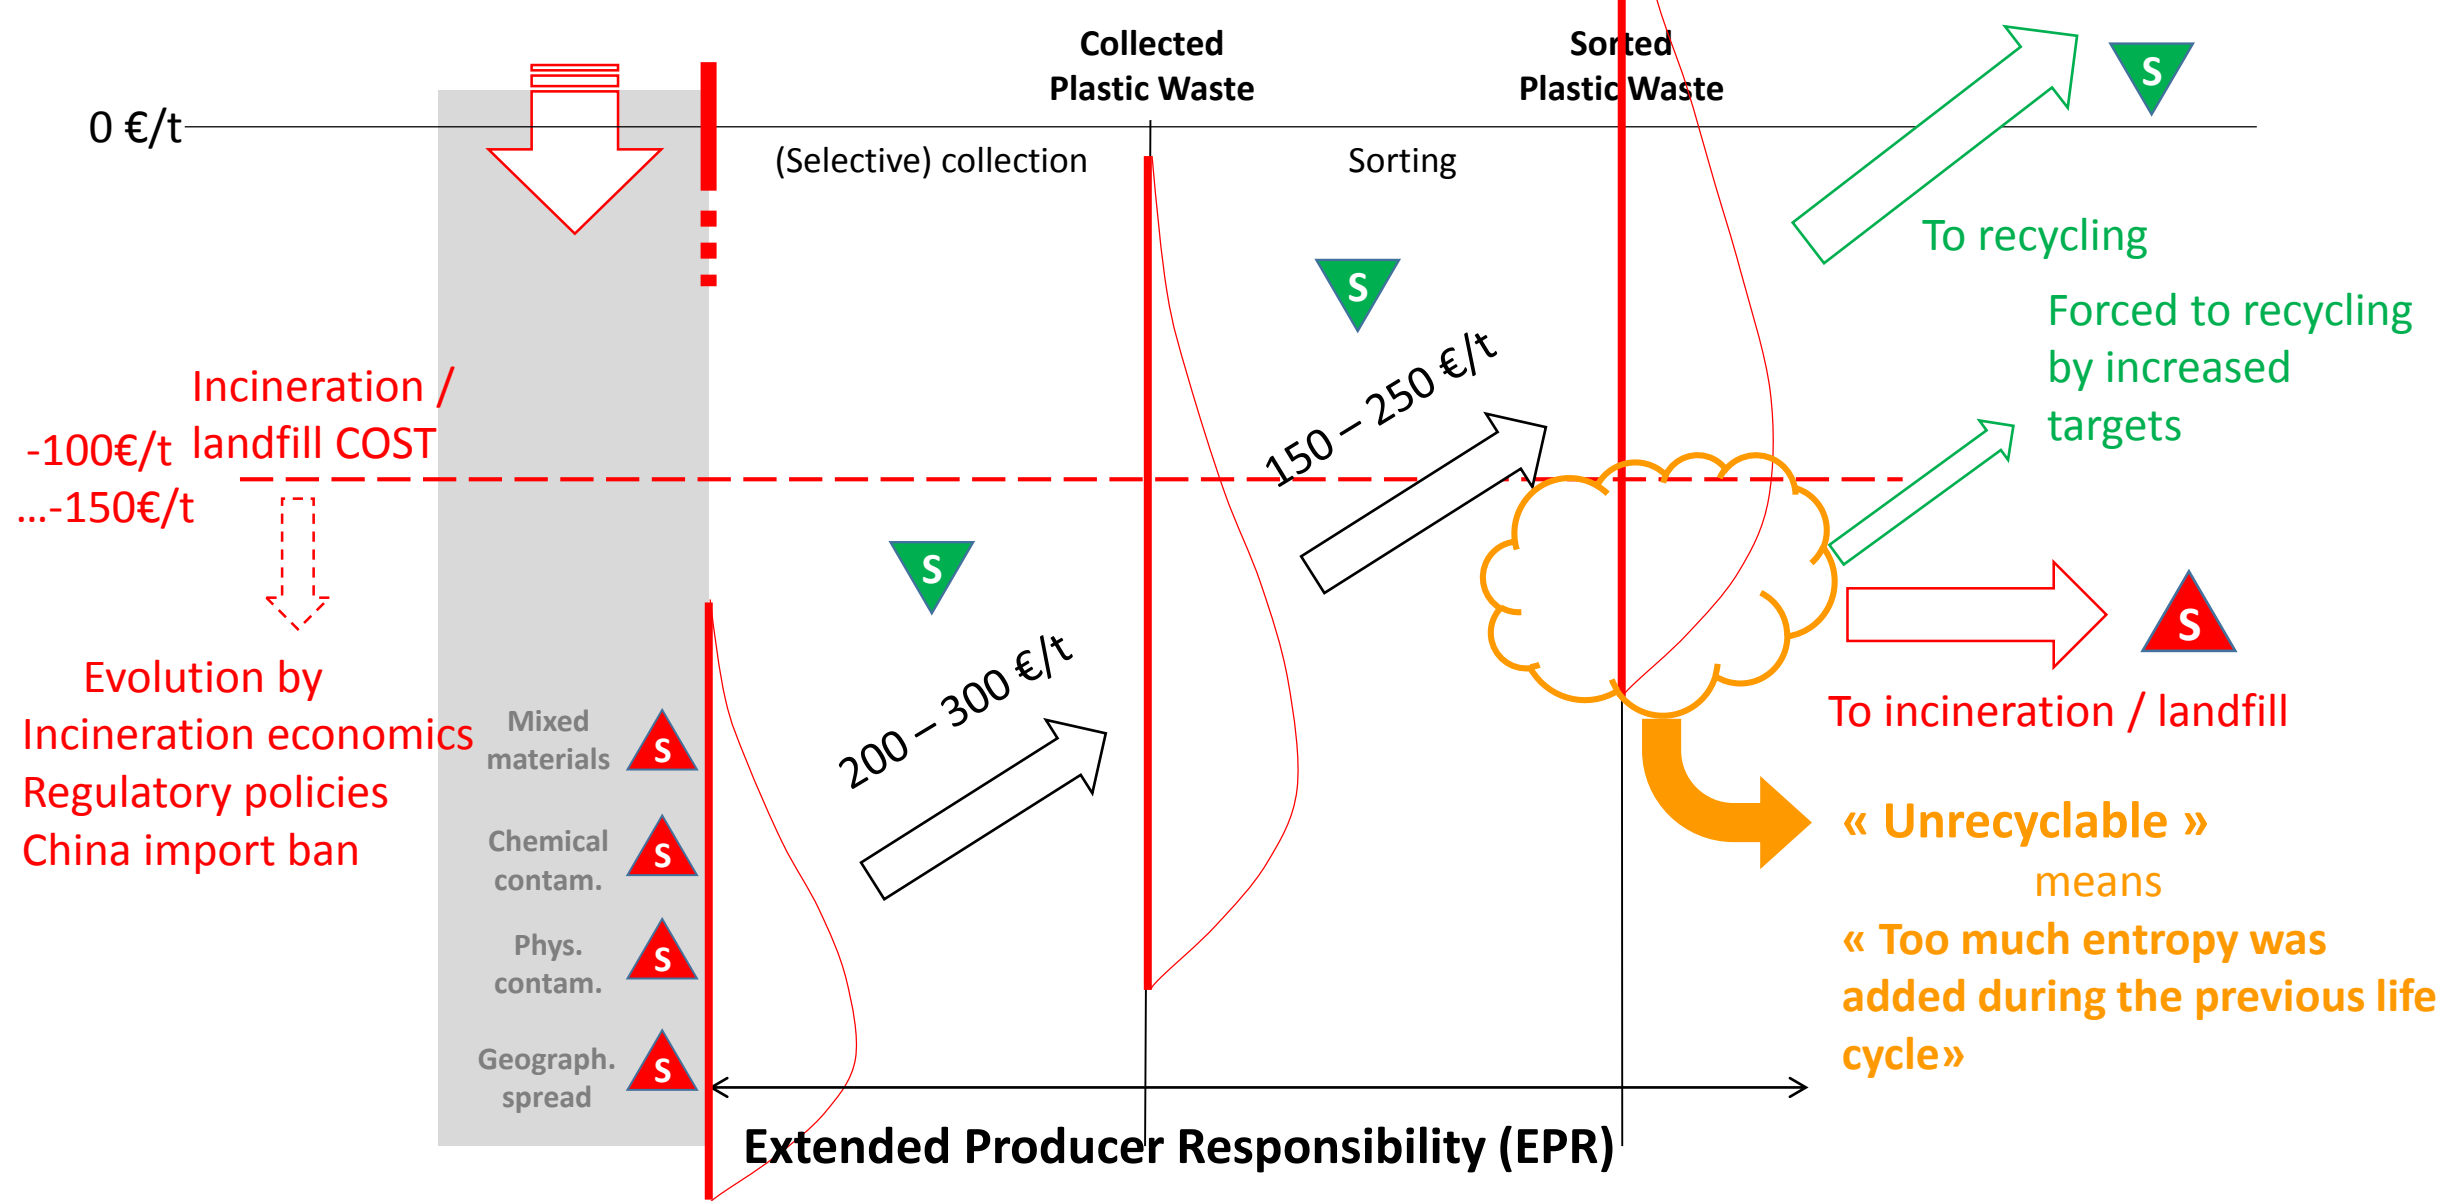 Collected
Plastic Waste
Sorted
Plastic Waste
S
0 €/t
(Selective) collection
Sorting
To recycling
S
Forced to recycling
by increased
targets
150 – 250 €/t
Incineration /
landfill COST
-100€/t
...-150€/t
S
200 – 300 €/t
S
To incineration / landfill
Evolution by
Incineration economics
Regulatory policies
China import ban
Mixed
materials
S
Chemical
contam.
S
Phys.
contam.
S
Geograph.
spread
S
« Unrecyclable »
means
« Too much entropy was
added during the previous life
cycle»
Extended Producer Responsibility (EPR)